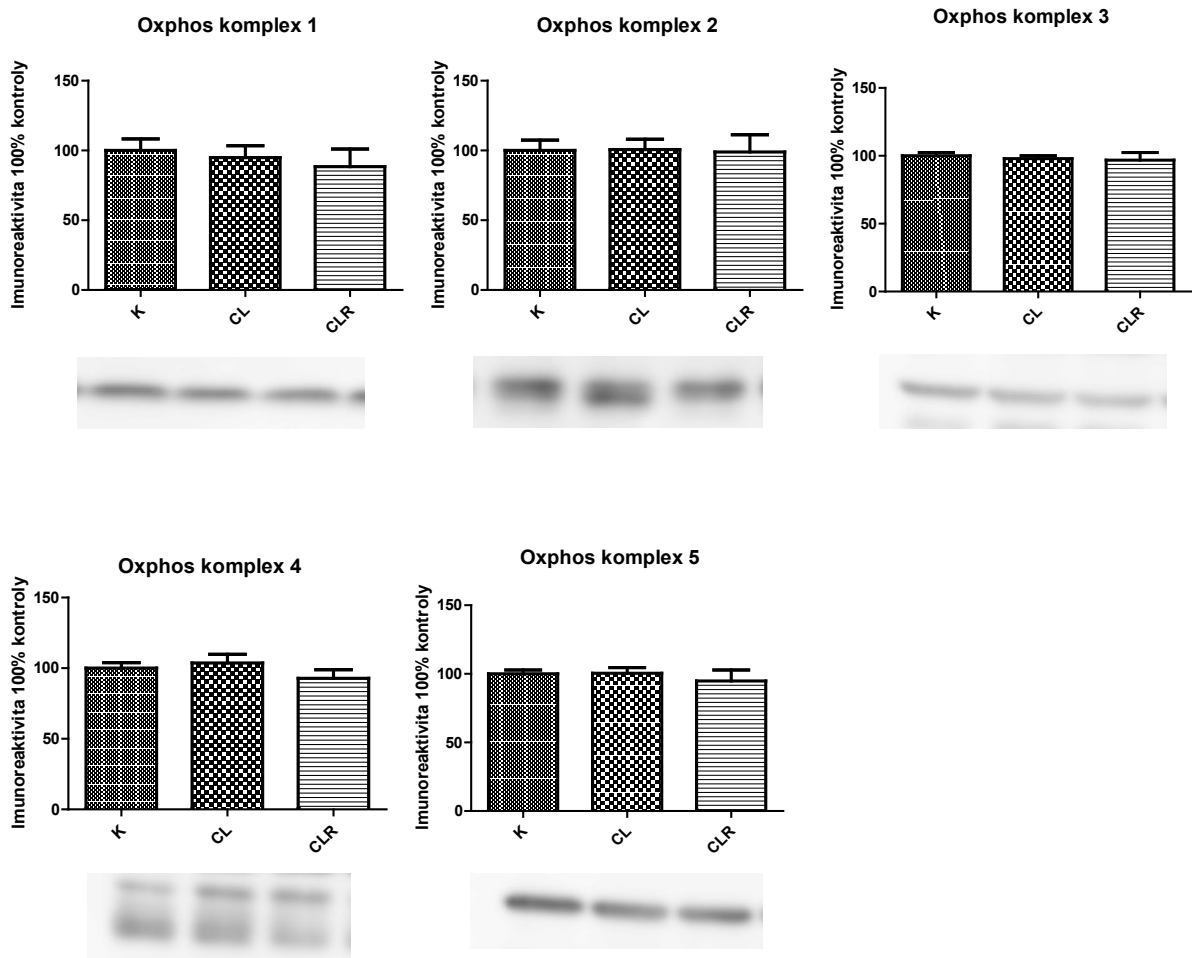 Oxphos komplex 1
Imunoreaktivita 100% kontroly
150
100
50
0
K
CL
CLR
Oxphos komplex 2
Imunoreaktivita 100% kontroly
150
100
50
0
K
CL
CLR
Oxphos komplex 3
Imunoreaktivita 100% kontroly
150
100
50
0
K
CL
CLR
Oxphos komplex 4
Imunoreaktivita 100% kontroly
150
100
50
0
K
CL
CLR
Oxphos komplex 5
Imunoreaktivita 100% kontroly
150
100
50
0
K
CL
CLR